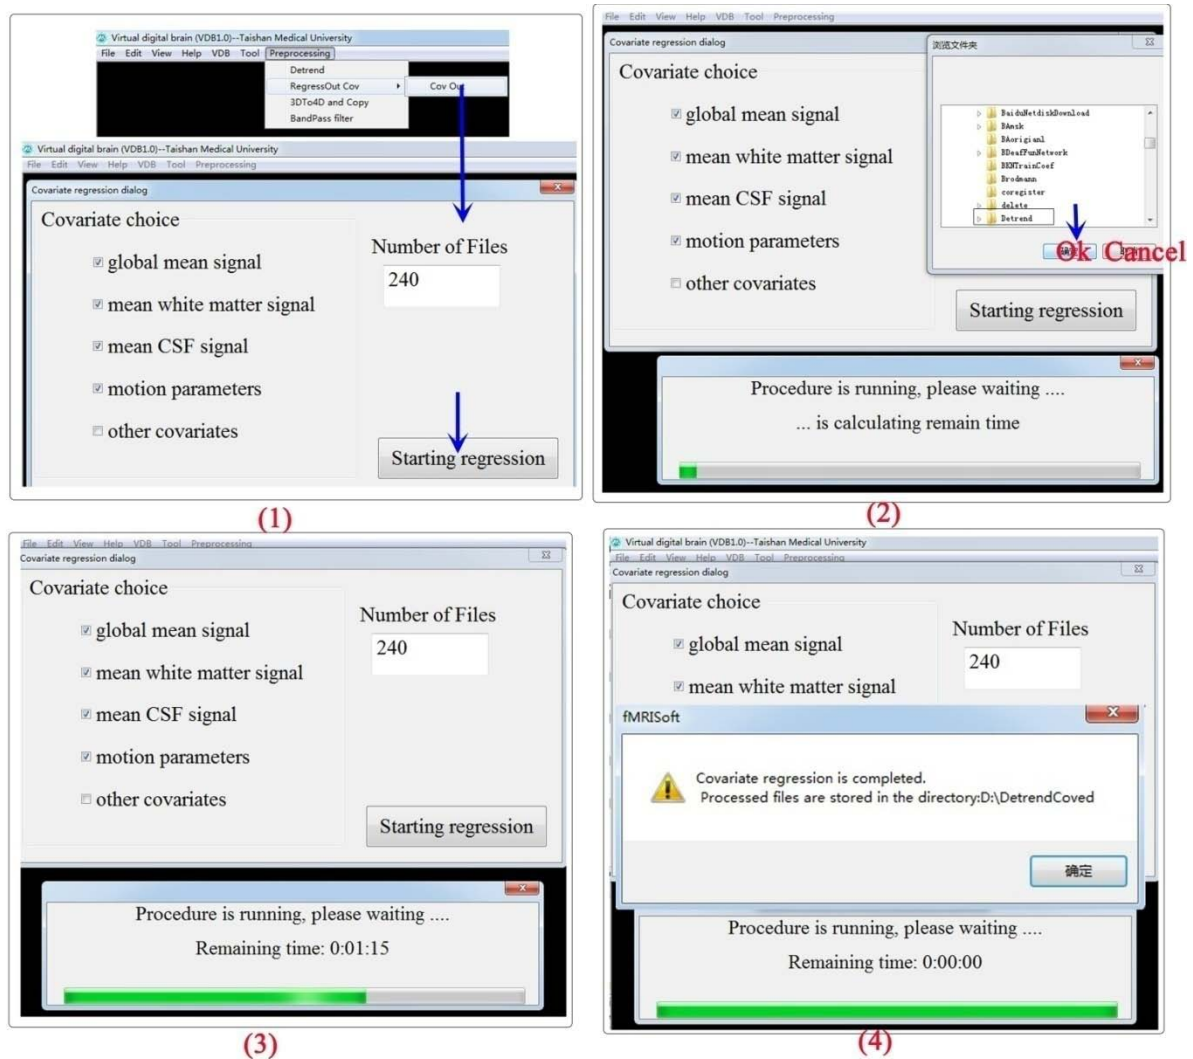 Virtual digital brain (VDB1.0)--Taishan Medical University
File Edit View Help VDB Tool Preprocessing
Detrend
RegressOut Cov
Cov Out
3DTo4D and Copy
BandPass filter
Virtual digital brain (VDB1.0)--Taishan Medical University
File Edit View Help VDB Tool Preprocessing
Covariate regression dialog
Covariate choice
global mean signal
mean white matter signal
mean CSF signal
motion parameters
other covariates
Number of Files
240
Starting regression
(1)
File Edit View Help VDB Tool Preprocessing
Covariate regression dialog
Covariate choice
global mean signal
mean white matter signal
mean CSF signal
motion parameters
other covariates
浏览文件夹
BaiduNetdiskDownload
BAmsk
BAorigianl
BDeafFunNetwork
BENTrainCoef
Brodmann
coregister
delete
Detrend
Ok Cancel
Starting regression
Procedure is running, please waiting ....
... is calculating remain time
(2)
File Edit View Help VDB Tool Preprocessing
Covariate regression dialog
Covariate choice
global mean signal
mean white matter signal
mean CSF signal
motion parameters
other covariates
Number of Files
240
Starting regression
Procedure is running, please waiting ....
Remaining time: 0:01:15
(3)
Virtual digital brain (VDB1.0)--Taishan Medical University
File Edit View Help VDB Tool Preprocessing
Covariate regression dialog
Covariate choice
global mean signal
mean white matter signal
Number of Files
240
fMRISoft
Covariate regression is completed.
Processed files are stored in the directory:D:\DetrendCoved
确定
Procedure is running, please waiting ....
Remaining time: 0:00:00
(4)